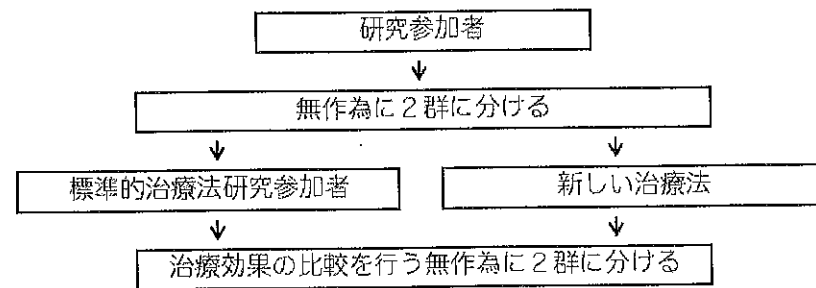 研究参加者
無作為に2群に分ける
標準的治療法研究参加者
新しい治療法
治療効果の比較を行う無作為に2群に分ける